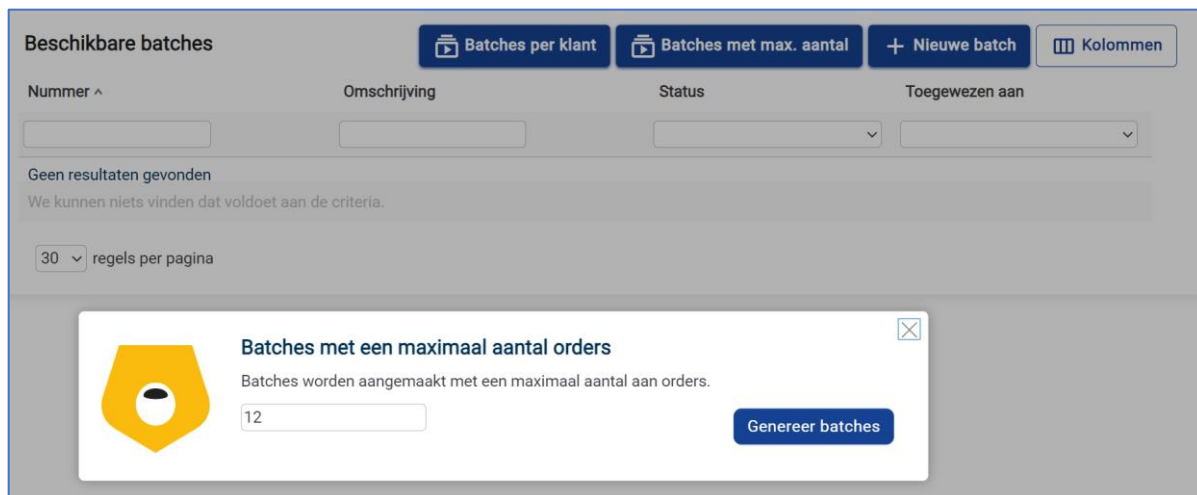 Beschikbare batches
Batches per klant
Batches met max. aantal
+ Nieuwe batch
Kolommen
Nummer ^
Omschrijving
Status
Toegewezen aan
Geen resultaten gevonden
We kunnen niets vinden dat voldoet aan de criteria.
30 regels per pagina
Batches met een maximaal aantal orders
Batches worden aangemaakt met een maximaal aantal aan orders.
12
Genereer batches